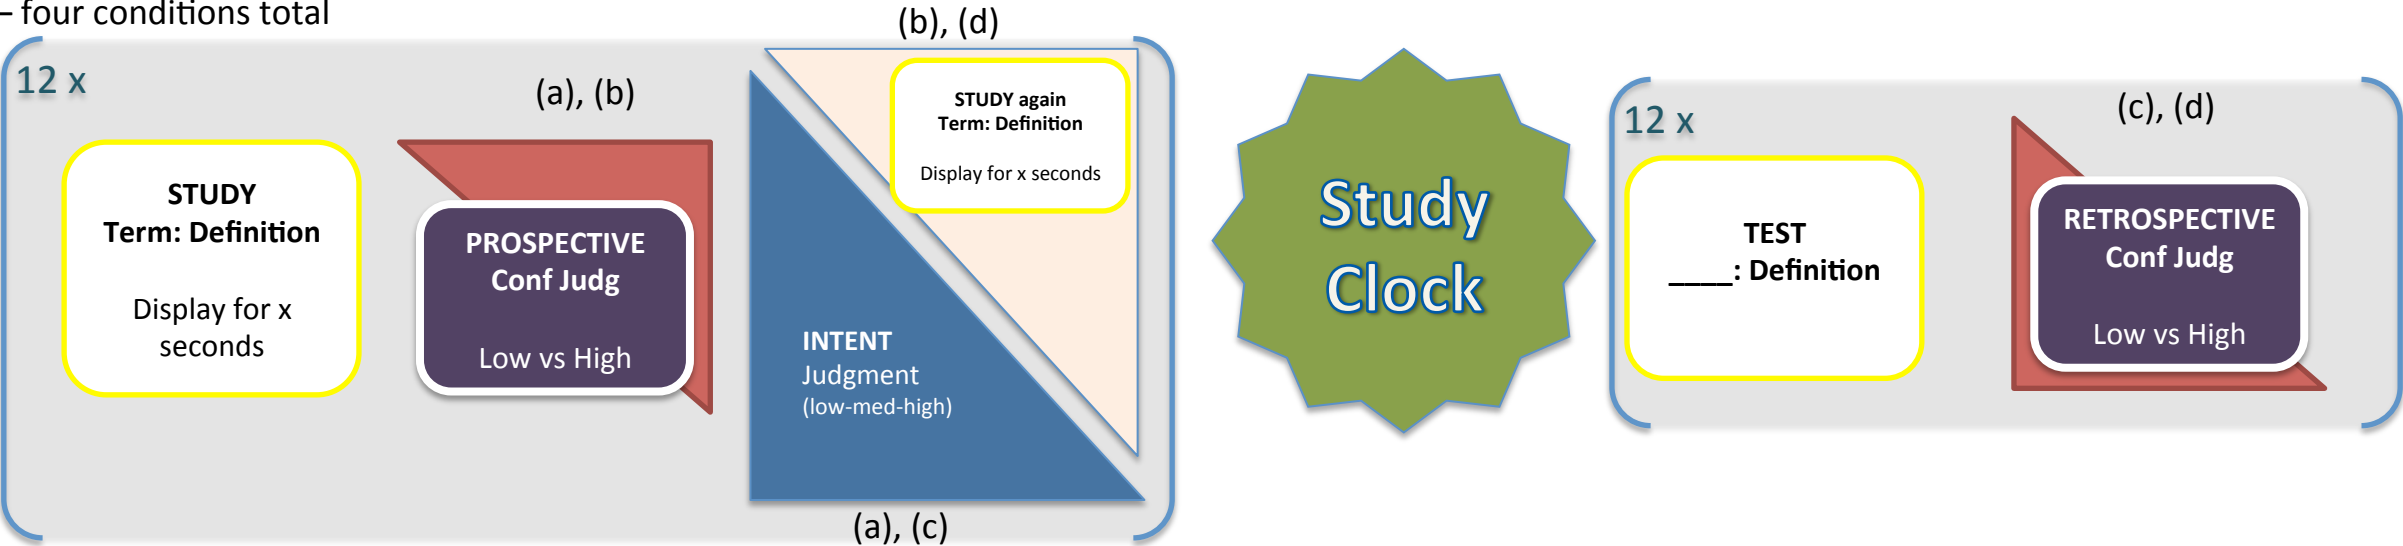 – four conditions total
12 x
STUDY
Term: Definition
Display for x
seconds
(a), (b)
PROSPECTIVE
Conf Judg
Low vs High
(b), (d)
STUDY again
Term: Definition
Display for x seconds
INTENT
Judgment
(low-med-high)
(a), (c)
Study
Clock
12 x
TEST
____: Definition
(c), (d)
RETROSPECTIVE
Conf Judg
Low vs High